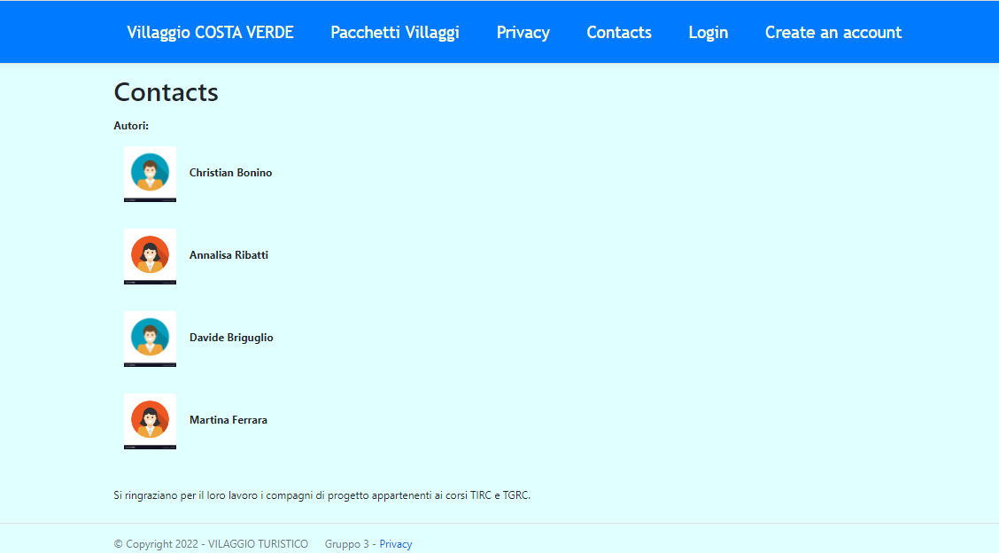 Villaggio COSTA VERDE Pacchetti Villaggi Privacy Contacts Login Create an account
Contacts
Autori:
Christian Bonino
Annalisa Ribatti
Davide Briguglio
Martina Ferrara
Si ringraziano per il loro lavoro i compagni di progetto appartenenti ai corsi TIRC e TGRC.
© Copyright 2022 - VILAGGIO TURISTICO Gruppo 3 - Privacy